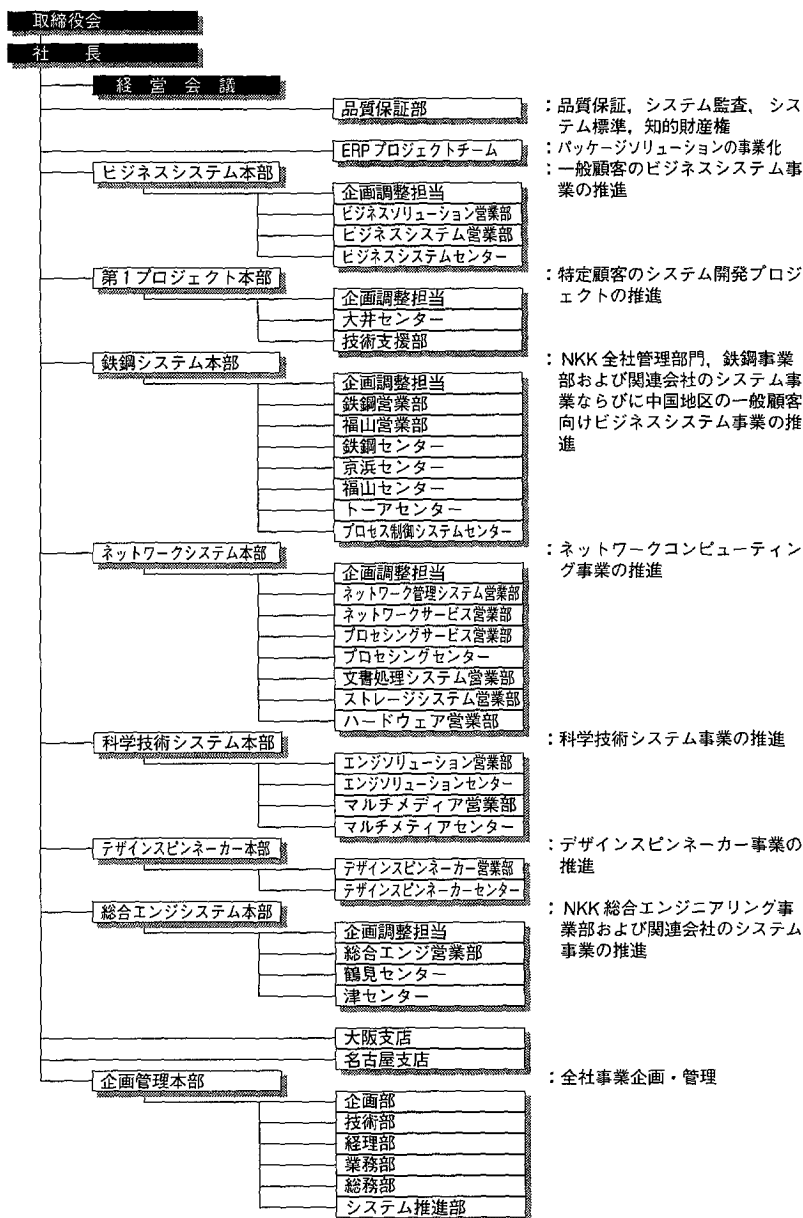 取締役会
社　長
経 営 会 議
品質保証部
：品質保証，システム監査，シス
テム標準，知的財産権
ERPプロジェクトチーム
：パッケージソリューションの事業化
ビジネスシステム本部
：一般顧客のビジネスシステム事
業の推進
企画調整担当
ビジネスソリューション営業部
ビジネスシステム営業部
ビジネスシステムセンター
第1プロジェクト本部
：特定顧客のシステム開発プロジ
ェクトの推進
企画調整担当
大井センター
技術支援部
鉄鋼システム本部
：NKK全社管理部門，鉄鋼事業
部および関連会社のシステム事
業ならびに中国地区の一般顧客
向けビジネスシステム事業の推
進
企画調整担当
鉄鋼営業部
福山営業部
鉄鋼センター
京浜センター
福山センター
トーアセンター
プロセス制御システムセンター
ネットワークシステム本部
：ネットワークコンピューティン
グ事業の推進
企画調整担当
ネットワーク管理システム営業部
ネットワークサービス営業部
プロセシングサービス営業部
プロセシングセンター
文書処理システム営業部
ストレージシステム営業部
ハードウェア営業部
科学技術システム本部
：科学技術システム事業の推進
エンジソリューション営業部
エンジソリューションセンター
マルチメディア営業部
マルチメティアセンター
デザインスピンネーカー本部
：デザインスピンネーカー事業の
推進
デザインスピンネーカー営業部
デザインスピンネーカーセンター
総合エンジシステム本部
：NKK総合エンジニアリング事
業部および関連会社のシステム
事業の推進
企画調整担当
総合エンジ営業部
鶴見センター
津センター
大阪支店
名古屋支店
企画管理本部
：全社事業企画・管理
企画部
技術部
経理部
業務部
総務部
システム推進部